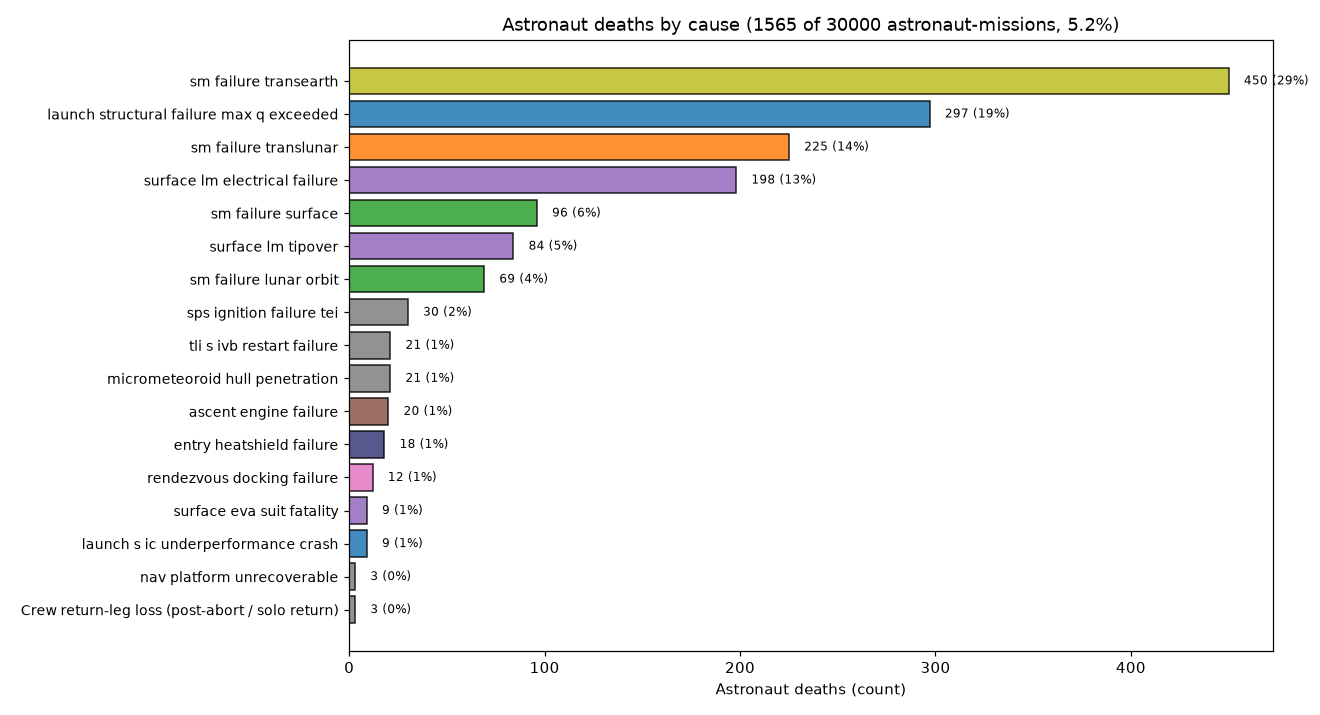 Astronaut deaths by cause (1565 of 30000 astronaut-missions, 5.2%)
sm failure transearth 450 (29%)
launch structural failure max q exceeded 297 (19%)
sm failure translunar 225 (14%)
surface lm electrical failure 198 (13%)
sm failure surface 96 (6%)
surface lm tipover 84 (5%)
sm failure lunar orbit 69 (4%)
sps ignition failure tei 30 (2%)
tli s ivb restart failure 21 (1%)
micrometeoroid hull penetration 21 (1%)
ascent engine failure 20 (1%)
entry heatshield failure 18 (1%)
rendezvous docking failure 12 (1%)
surface eva suit fatality 9 (1%)
launch s ic underperformance crash 9 (1%)
nav platform unrecoverable 3 (0%)
Crew return-leg loss (post-abort / solo return) 3 (0%)
0 100 200 300 400
Astronaut deaths (count)